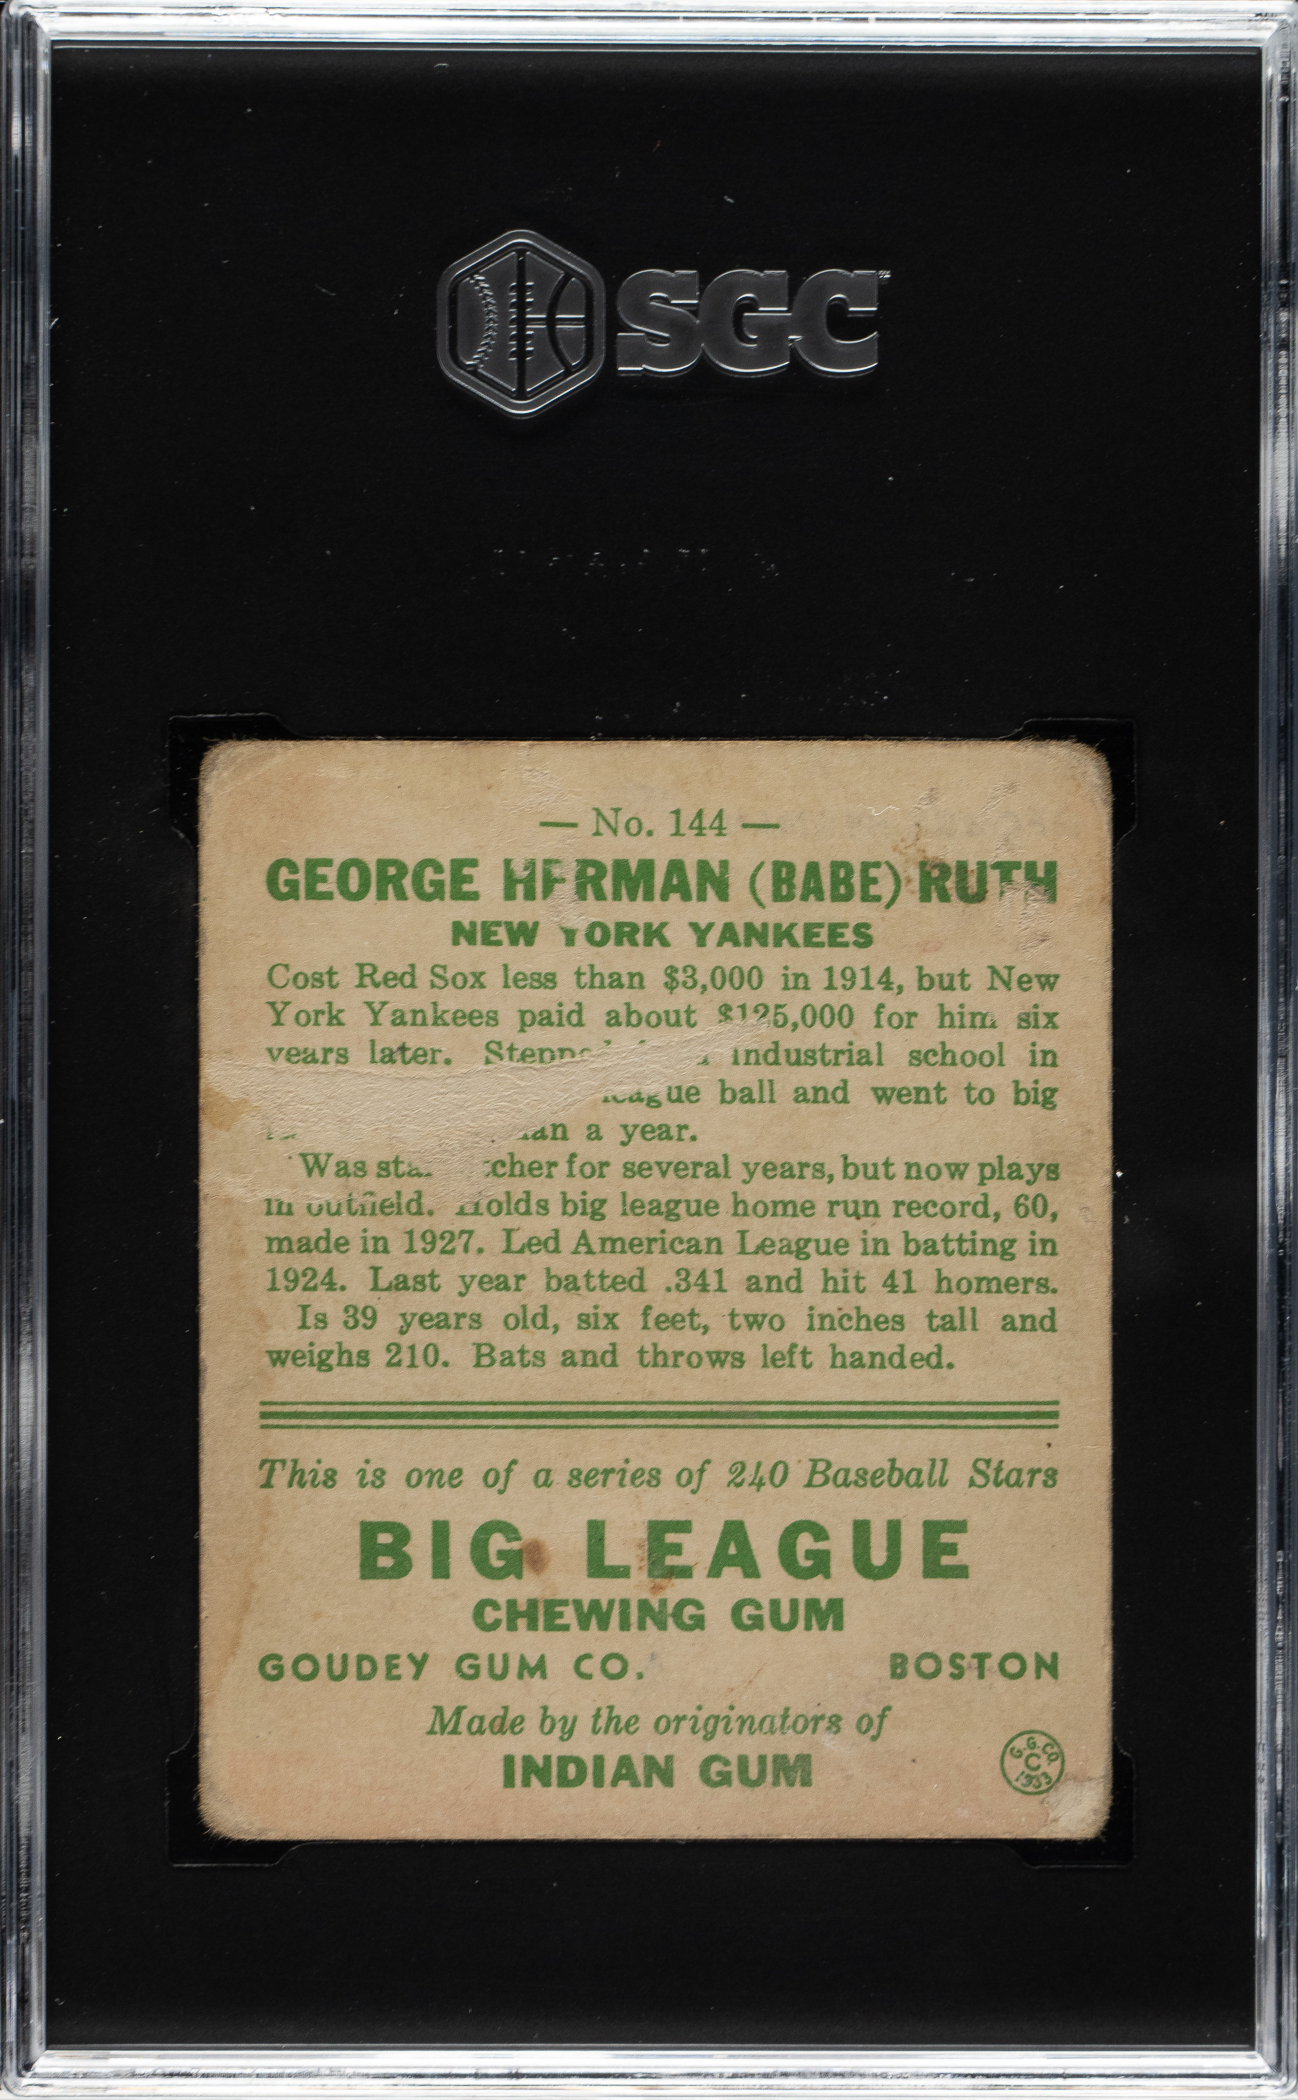 SGC
— No. 144 —
GEORGE HERMAN (BABE) RUTH
NEW YORK YANKEES
Cost Red Sox less than $3,000 in 1914, but New
York Yankees paid about $125,000 for him six
years later. Stepped industrial school in
league ball and went to big
than a year.
Was star pitcher for several years, but now plays
in outfield. Holds big league home run record, 60,
made in 1927. Led American League in batting in
1924. Last year batted .341 and hit 41 homers.
Is 39 years old, six feet, two inches tall and
weighs 210. Bats and throws left handed.
This is one of a series of 240 Baseball Stars
BIG LEAGUE
CHEWING GUM
GOUDEY GUM CO. BOSTON
Made by the originators of
INDIAN GUM
G.G.CO.
C
1933